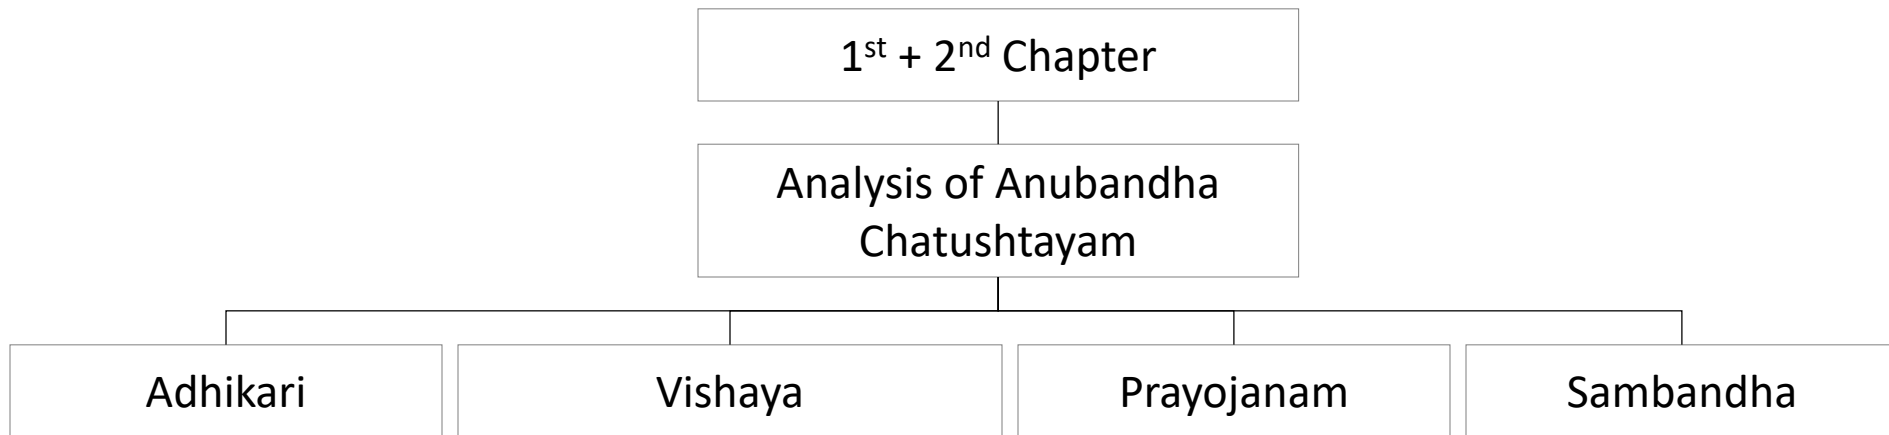 1st + 2nd Chapter
Analysis of Anubandha
Chatushtayam
Adhikari
Vishaya
Prayojanam
Sambandha